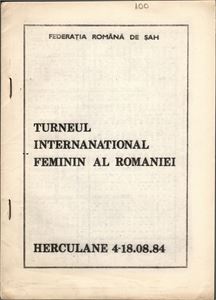 100
FEDERAȚIA ROMÂNĂ DE ȘAH
TURNEUL
INTERNANATIONAL
FEMININ AL ROMANIEI
HERCULANE 4-18.08.84